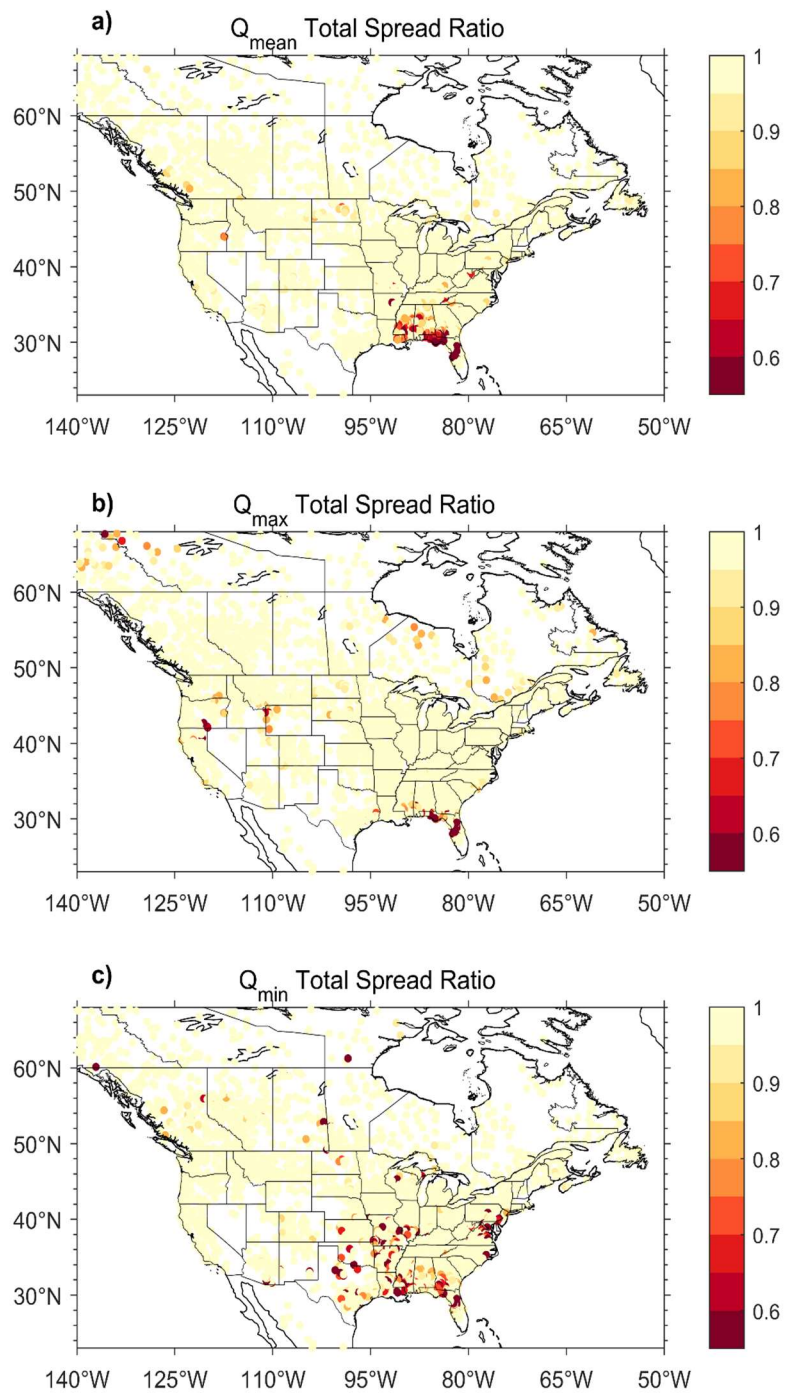 a)
Qmean Total Spread Ratio
60°N
50°N
40°N
30°N
140°W 125°W 110°W 95°W 80°W 65°W 50°W
1
0.9
0.8
0.7
0.6
b)
Qmax Total Spread Ratio
60°N
50°N
40°N
30°N
140°W 125°W 110°W 95°W 80°W 65°W 50°W
1
0.9
0.8
0.7
0.6
c)
Qmin Total Spread Ratio
60°N
50°N
40°N
30°N
140°W 125°W 110°W 95°W 80°W 65°W 50°W
1
0.9
0.8
0.7
0.6